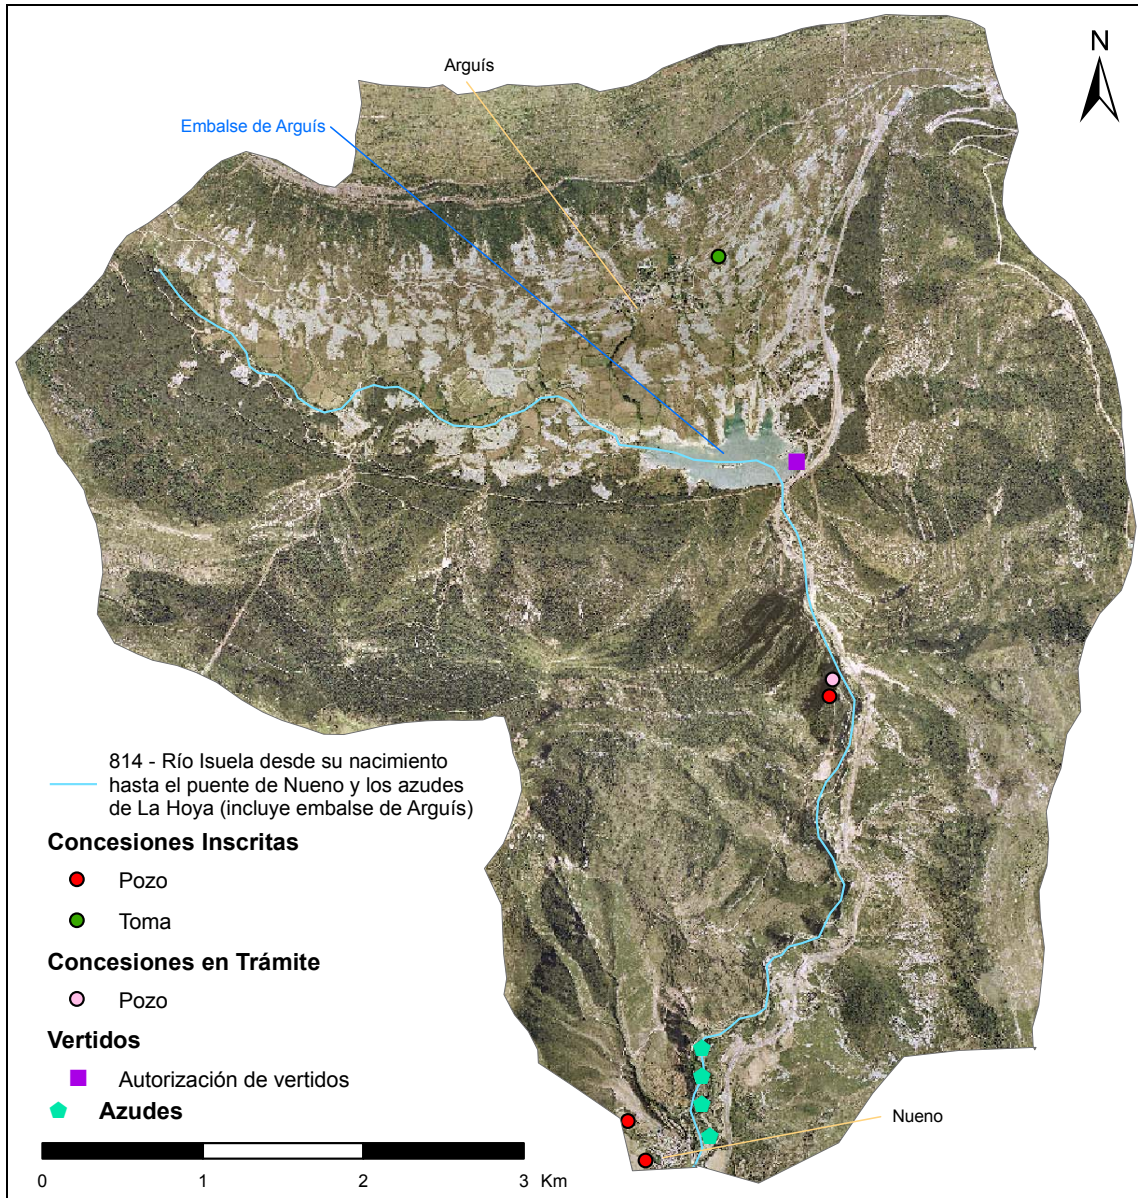 N
Arguís
Embalse de Arguís
814 - Río Isuela desde su nacimiento
hasta el puente de Nueno y los azudes
de La Hoya (incluye embalse de Arguís)
Concesiones Inscritas
Pozo
Toma
Concesiones en Trámite
Pozo
Vertidos
Autorización de vertidos
Azudes
Nueno
0 1 2 3 Km